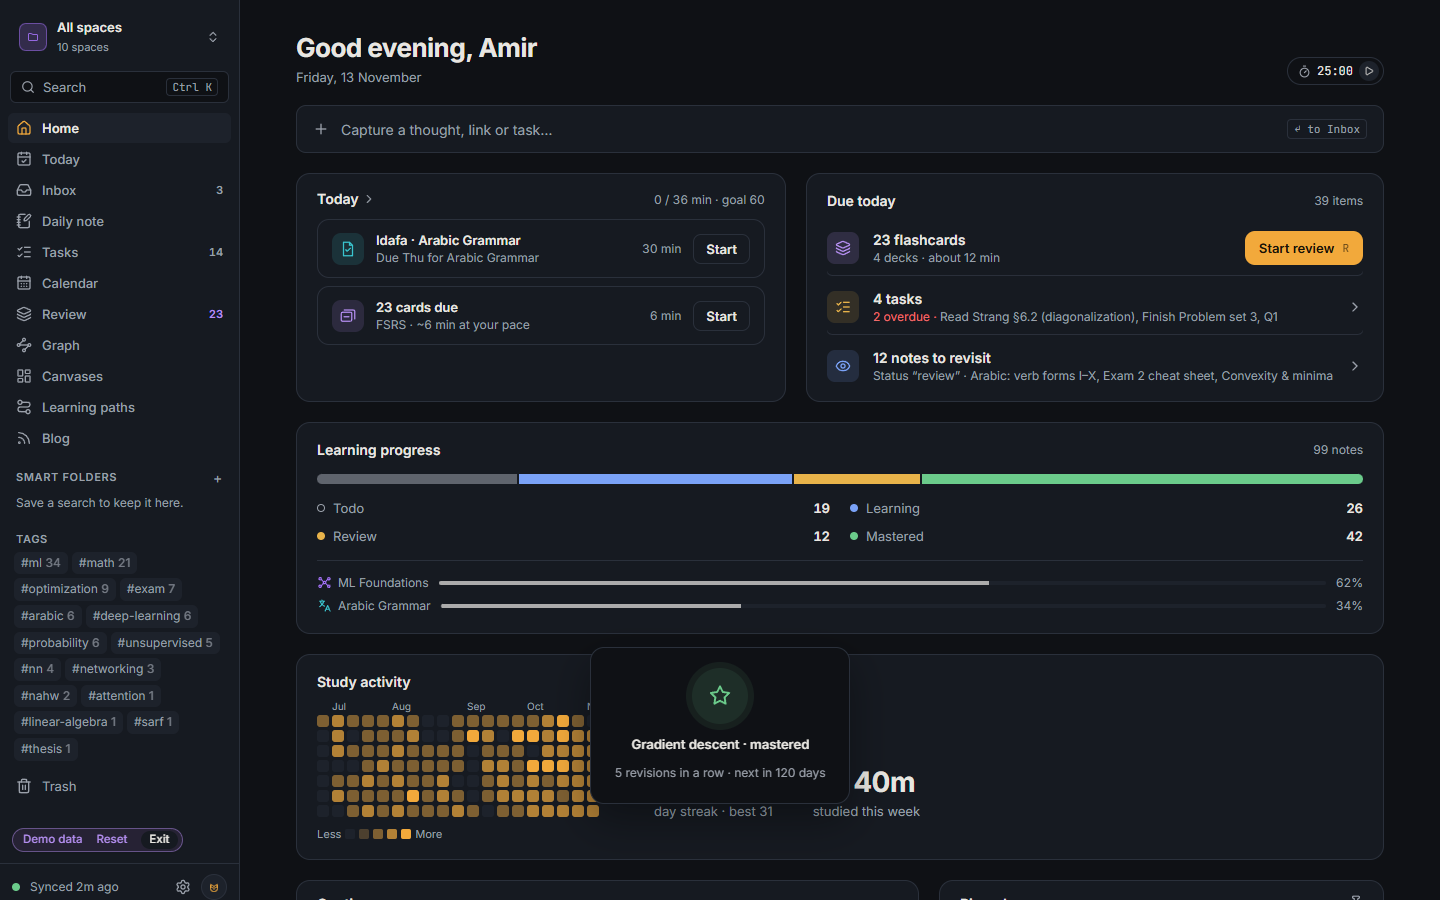 All spaces
10 spaces
Search Ctrl K
Home
Today
Inbox 3
Daily note
Tasks 14
Calendar
Review 23
Graph
Canvases
Learning paths
Blog
SMART FOLDERS +
Save a search to keep it here.
TAGS
#ml 34 #math 21
#optimization 9 #exam 7
#arabic 6 #deep-learning 6
#probability 6 #unsupervised 5
#nn 4 #networking 3
#nahw 2 #attention 1
#linear-algebra 1 #sarf 1
#thesis 1
Trash
Demo data Reset Exit
Synced 2m ago
Good evening, Amir
Friday, 13 November
25:00
Capture a thought, link or task...
↵ to Inbox
Today
0 / 36 min · goal 60
Idafa · Arabic Grammar
Due Thu for Arabic Grammar
30 min Start
23 cards due
FSRS · ~6 min at your pace
6 min Start
Due today
39 items
23 flashcards
4 decks · about 12 min
Start review R
4 tasks
2 overdue · Read Strang §6.2 (diagonalization), Finish Problem set 3, Q1
12 notes to revisit
Status “review” · Arabic: verb forms I–X, Exam 2 cheat sheet, Convexity & minima
Learning progress
99 notes
Todo 19
Learning 26
Review 12
Mastered 42
ML Foundations 62%
Arabic Grammar 34%
Study activity
Jul Aug Sep Oct
Less More
Gradient descent · mastered
5 revisions in a row · next in 120 days
40m
day streak · best 31
studied this week